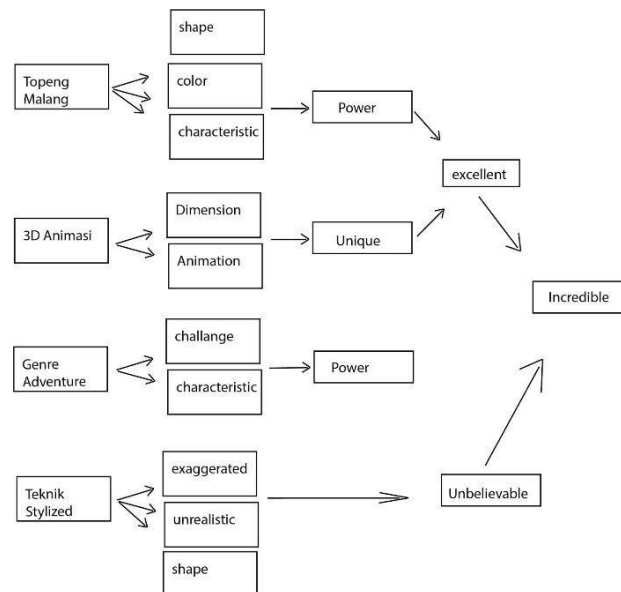 shape
Topeng
Malang
color
characteristic
Power
excellent
3D Animasi
Dimension
Animation
Unique
Incredible
Genre
Adventure
challange
characteristic
Power
Teknik
Stylized
exaggerated
unrealistic
shape
Unbelievable